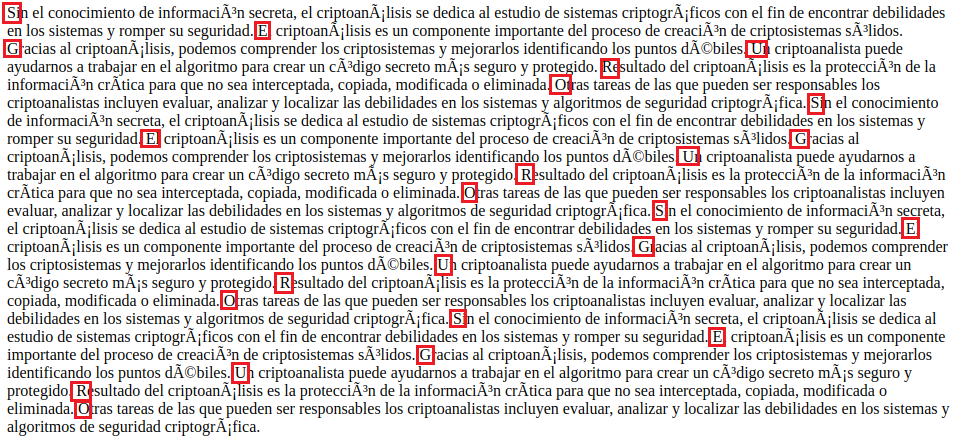 Sin el conocimiento de informaciÃ³n secreta, el criptoanÃ¡lisis se dedica al estudio de sistemas criptogrÃ¡ficos con el fin de encontrar debilidades
en los sistemas y romper su seguridad. El criptoanÃ¡lisis es un componente importante del proceso de creaciÃ³n de criptosistemas sÃ³lidos.
Gracias al criptoanÃ¡lisis, podemos comprender los criptosistemas y mejorarlos identificando los puntos dÃ©biles. Un criptoanalista puede
ayudarnos a trabajar en el algoritmo para crear un cÃ³digo secreto mÃ¡s seguro y protegido. Resultado del criptoanÃ¡lisis es la protecciÃ³n de la
informaciÃ³n crÃtica para que no sea interceptada, copiada, modificada o eliminada. Otras tareas de las que pueden ser responsables los
criptoanalistas incluyen evaluar, analizar y localizar las debilidades en los sistemas y algoritmos de seguridad criptogrÃ¡fica. Sin el conocimiento
de informaciÃ³n secreta, el criptoanÃ¡lisis se dedica al estudio de sistemas criptogrÃ¡ficos con el fin de encontrar debilidades en los sistemas y
romper su seguridad. El criptoanÃ¡lisis es un componente importante del proceso de creaciÃ³n de criptosistemas sÃ³lidos. Gracias al
criptoanÃ¡lisis, podemos comprender los criptosistemas y mejorarlos identificando los puntos dÃ©biles. Un criptoanalista puede ayudarnos a
trabajar en el algoritmo para crear un cÃ³digo secreto mÃ¡s seguro y protegido. Resultado del criptoanÃ¡lisis es la protecciÃ³n de la informaciÃ³n
crÃtica para que no sea interceptada, copiada, modificada o eliminada. Otras tareas de las que pueden ser responsables los criptoanalistas incluyen
evaluar, analizar y localizar las debilidades en los sistemas y algoritmos de seguridad criptogrÃ¡fica. Sin el conocimiento de informaciÃ³n secreta,
el criptoanÃ¡lisis se dedica al estudio de sistemas criptogrÃ¡ficos con el fin de encontrar debilidades en los sistemas y romper su seguridad. El
criptoanÃ¡lisis es un componente importante del proceso de creaciÃ³n de criptosistemas sÃ³lidos. Gracias al criptoanÃ¡lisis, podemos comprender
los criptosistemas y mejorarlos identificando los puntos dÃ©biles. Un criptoanalista puede ayudarnos a trabajar en el algoritmo para crear un
cÃ³digo secreto mÃ¡s seguro y protegido. Resultado del criptoanÃ¡lisis es la protecciÃ³n de la informaciÃ³n crÃtica para que no sea interceptada,
copiada, modificada o eliminada. Otras tareas de las que pueden ser responsables los criptoanalistas incluyen evaluar, analizar y localizar las
debilidades en los sistemas y algoritmos de seguridad criptogrÃ¡fica. Sin el conocimiento de informaciÃ³n secreta, el criptoanÃ¡lisis se dedica al
estudio de sistemas criptogrÃ¡ficos con el fin de encontrar debilidades en los sistemas y romper su seguridad. El criptoanÃ¡lisis es un componente
importante del proceso de creaciÃ³n de criptosistemas sÃ³lidos. Gracias al criptoanÃ¡lisis, podemos comprender los criptosistemas y mejorarlos
identificando los puntos dÃ©biles. Un criptoanalista puede ayudarnos a trabajar en el algoritmo para crear un cÃ³digo secreto mÃ¡s seguro y
protegido. Resultado del criptoanÃ¡lisis es la protecciÃ³n de la informaciÃ³n crÃtica para que no sea interceptada, copiada, modificada o
eliminada. Otras tareas de las que pueden ser responsables los criptoanalistas incluyen evaluar, analizar y localizar las debilidades en los sistemas y
algoritmos de seguridad criptogrÃ¡fica.